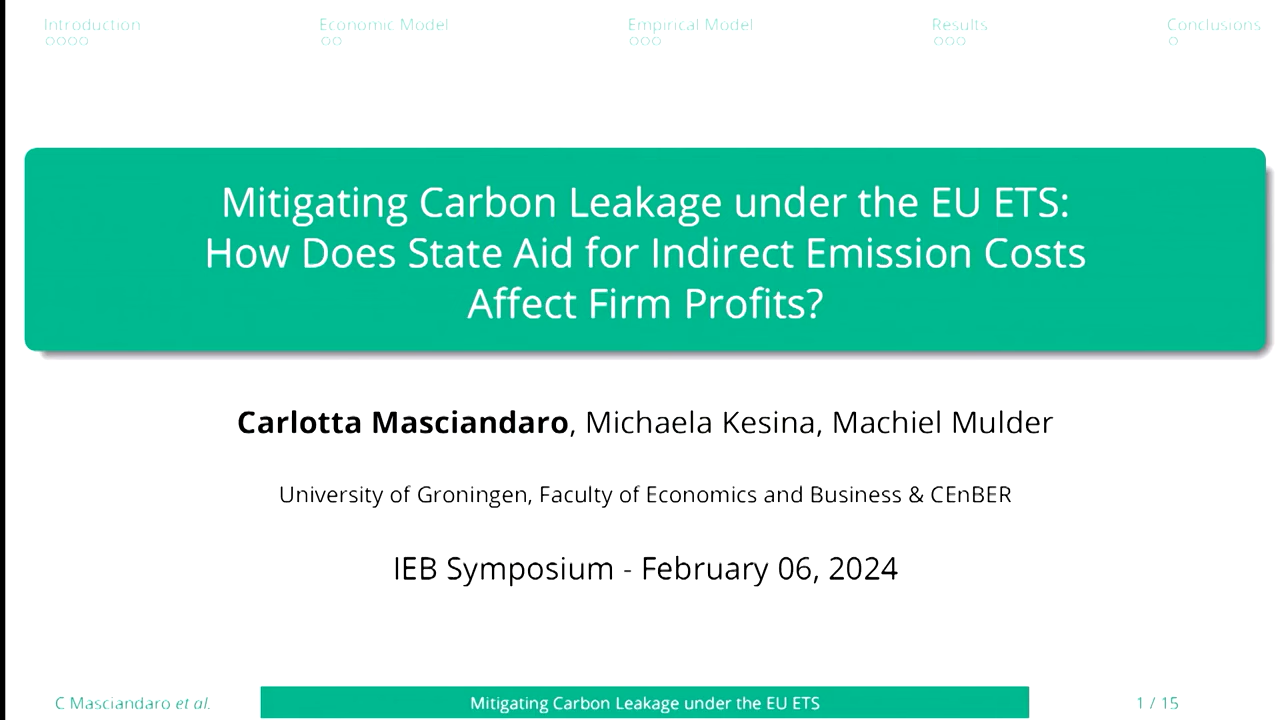 Introduction Economic Model Empirical Model Results Conclusions
Mitigating Carbon Leakage under the EU ETS:
How Does State Aid for Indirect Emission Costs
Affect Firm Profits?
Carlotta Masciandaro, Michaela Kesina, Machiel Mulder
University of Groningen, Faculty of Economics and Business & CEnBER
IEB Symposium - February 06, 2024
C Masciandaro et al. Mitigating Carbon Leakage under the EU ETS 1 / 15